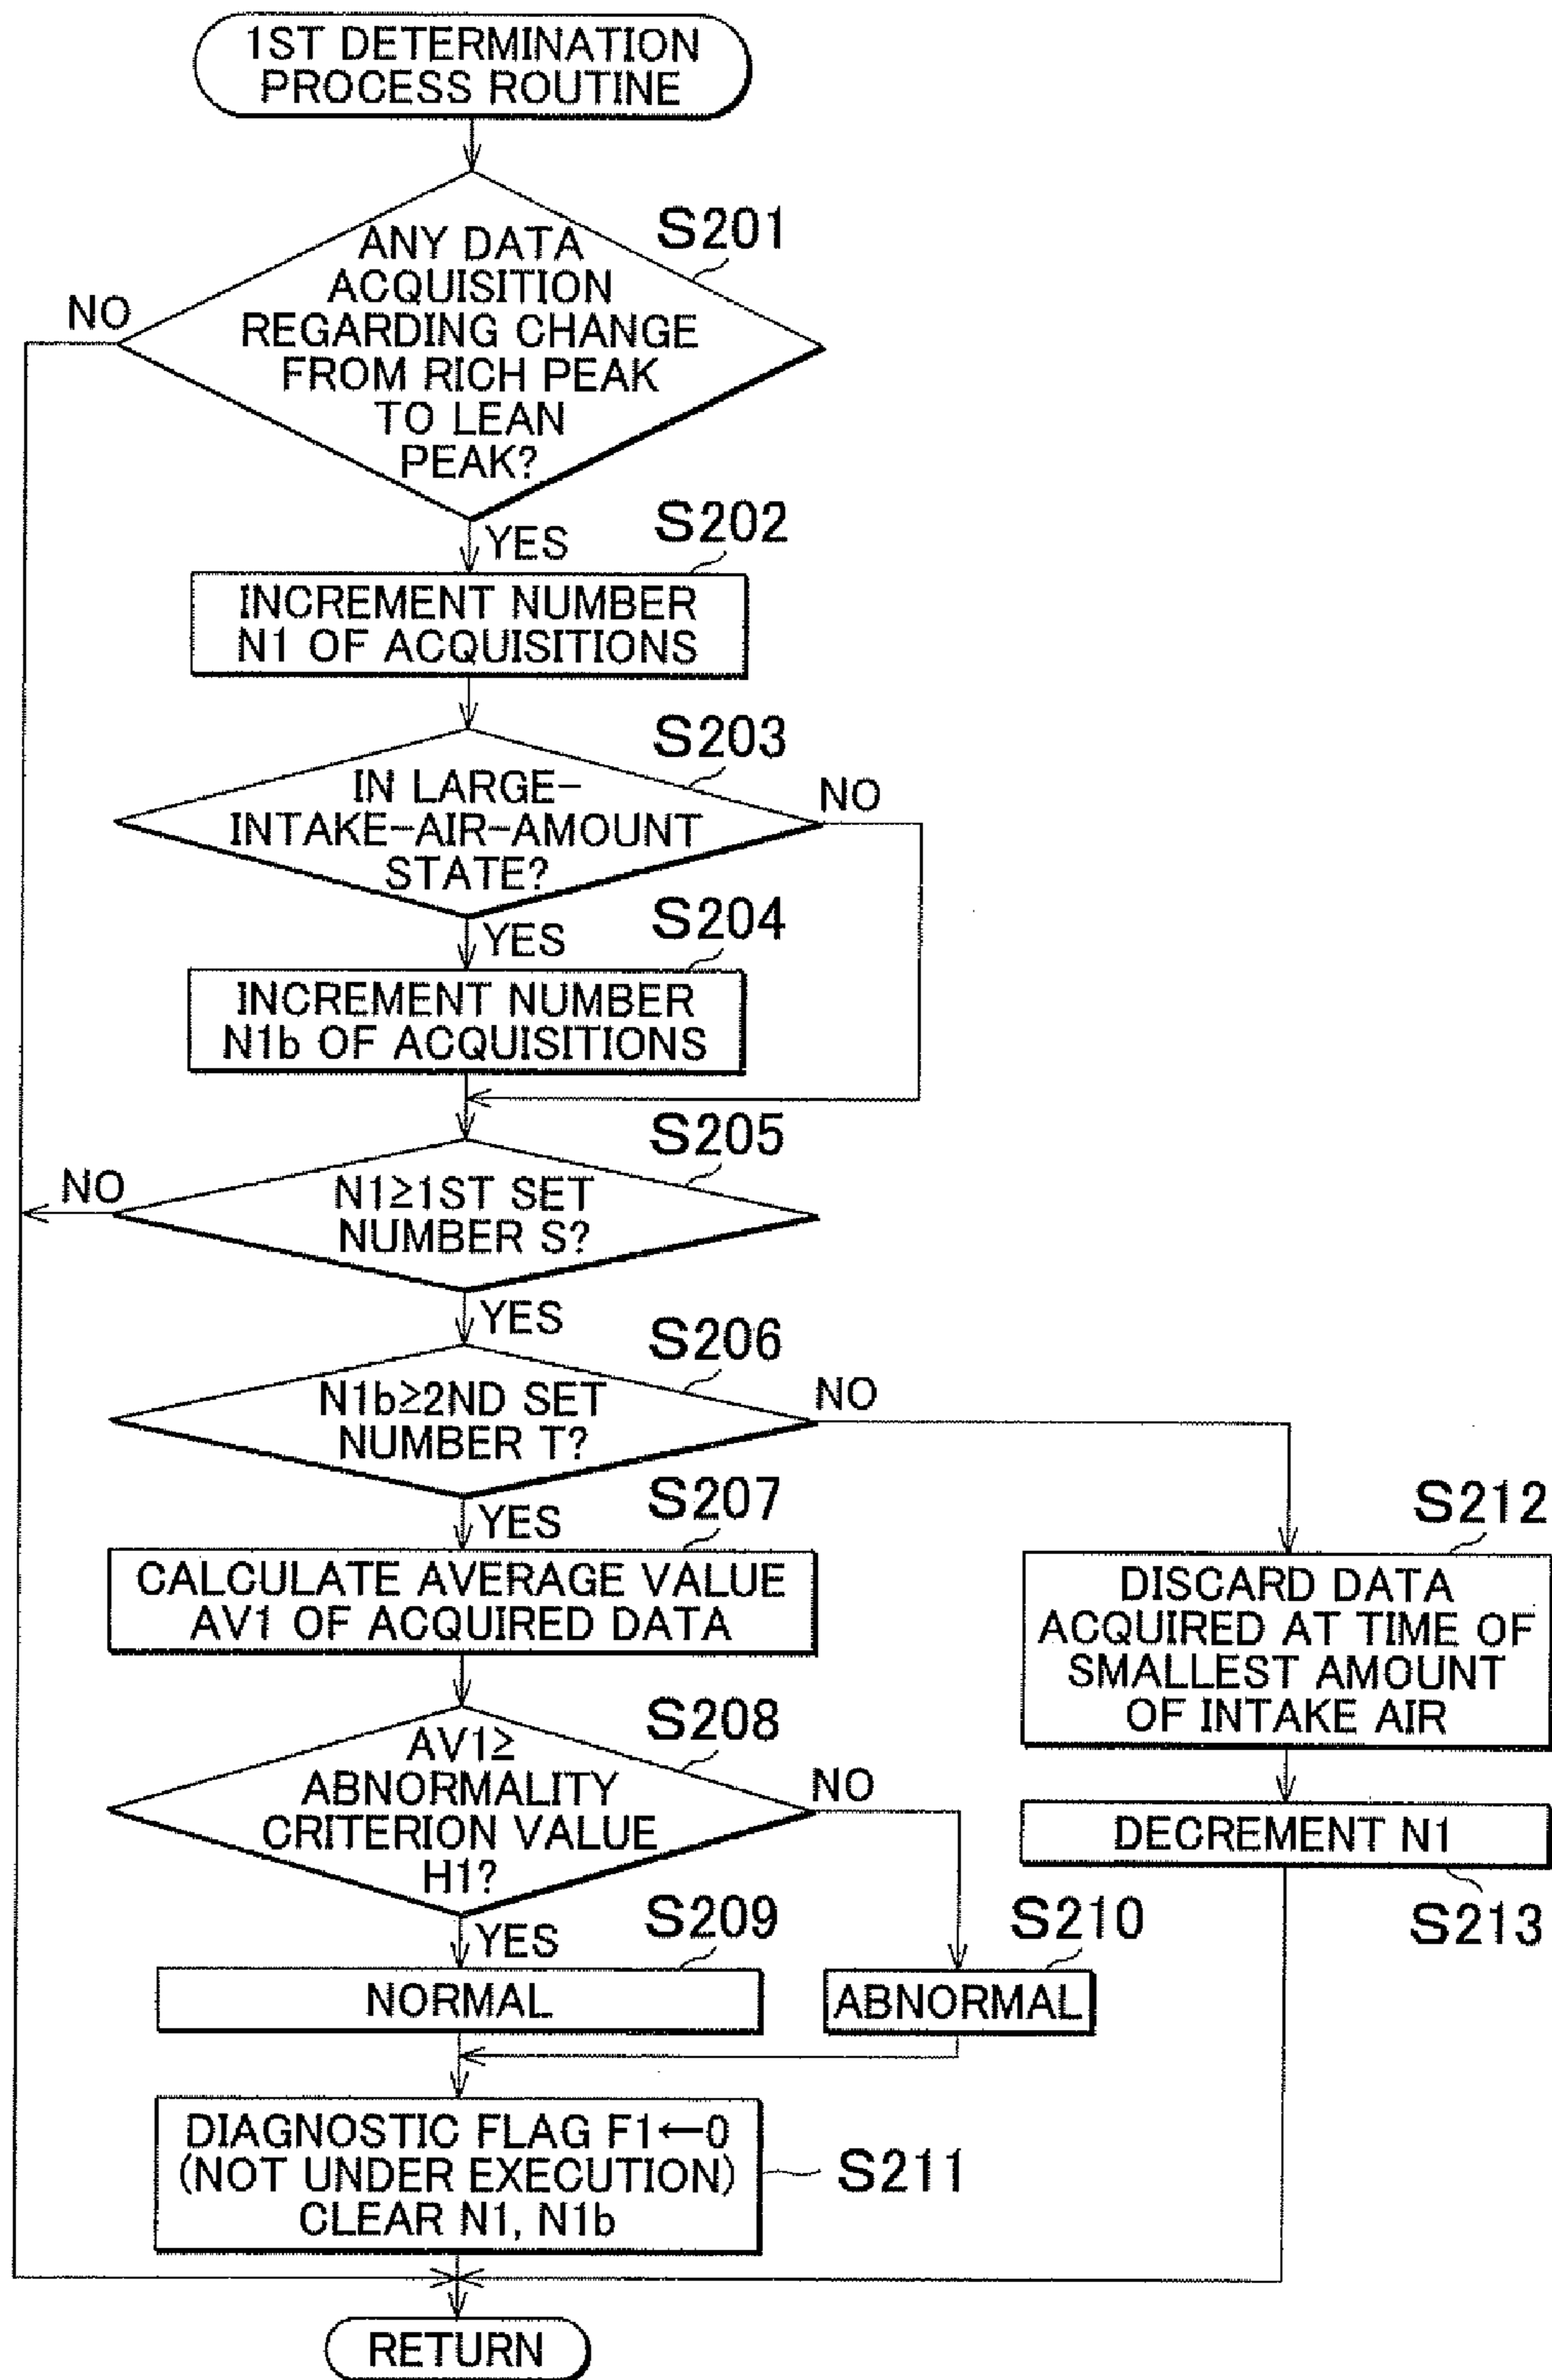 1ST DETERMINATION
PROCESS ROUTINE
S201
ANY DATA
ACQUISITION
REGARDING CHANGE
FROM RICH PEAK
TO LEAN
PEAK?
NO
YES
S202
INCREMENT NUMBER
N1 OF ACQUISITIONS
S203
IN LARGE-
INTAKE-AIR-AMOUNT
STATE?
NO
YES
S204
INCREMENT NUMBER
N1b OF ACQUISITIONS
S205
N1≥1ST SET
NUMBER S?
NO
YES
S206
N1b≥2ND SET
NUMBER T?
NO
YES
S207
CALCULATE AVERAGE VALUE
AV1 OF ACQUIRED DATA
S208
AV1≥
ABNORMALITY
CRITERION VALUE
H1?
NO
YES
S209
NORMAL
S210
ABNORMAL
S211
DIAGNOSTIC FLAG F1←0
(NOT UNDER EXECUTION)
CLEAR N1, N1b
S212
DISCARD DATA
ACQUIRED AT TIME OF
SMALLEST AMOUNT
OF INTAKE AIR
DECREMENT N1
S213
RETURN